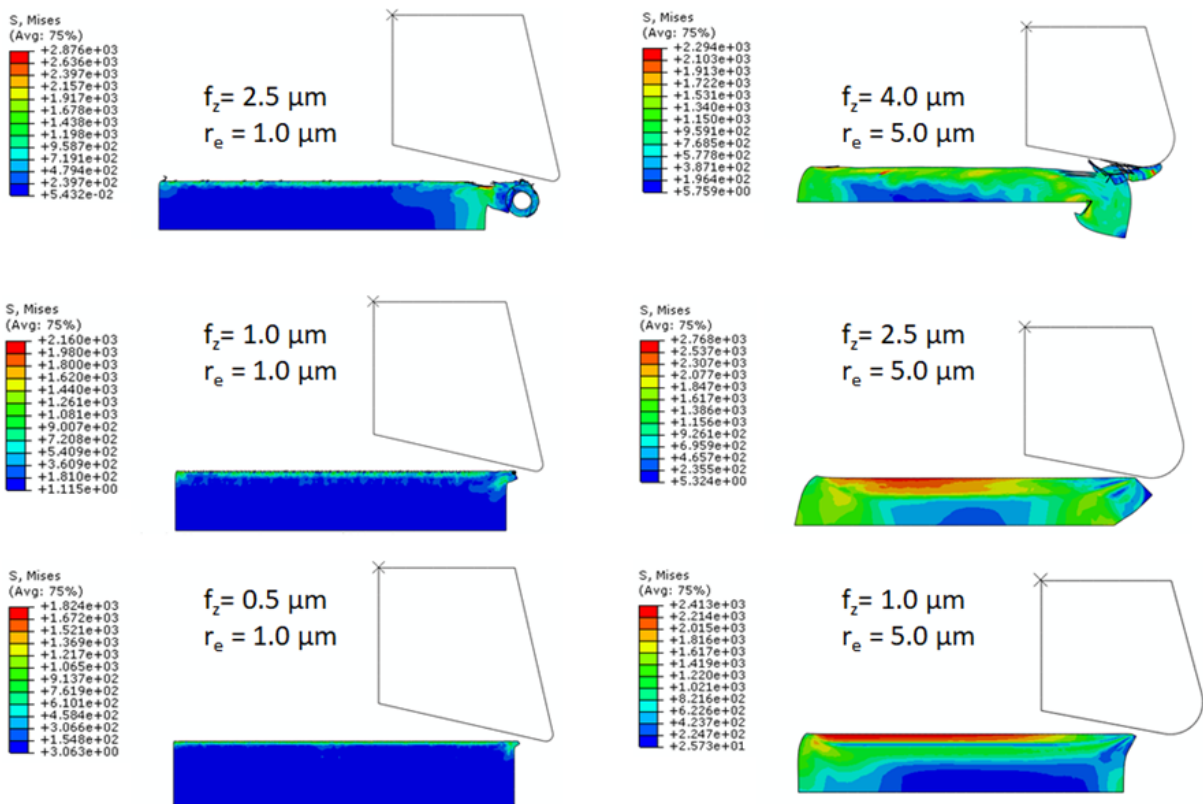 S, Mises
(Avg: 75%)
+2.876e+03
+2.636e+03
+2.397e+03
+2.157e+03
+1.917e+03
+1.678e+03
+1.438e+03
+1.198e+03
+9.587e+02
+7.191e+02
+4.794e+02
+2.397e+02
+5.432e-02
fz= 2.5 µm
re = 1.0 µm
S, Mises
(Avg: 75%)
+2.294e+03
+2.103e+03
+1.913e+03
+1.722e+03
+1.531e+03
+1.340e+03
+1.150e+03
+9.591e+02
+7.685e+02
+5.778e+02
+3.871e+02
+1.964e+02
+5.759e+00
fz= 4.0 µm
re = 5.0 µm
S, Mises
(Avg: 75%)
+2.160e+03
+1.980e+03
+1.800e+03
+1.620e+03
+1.440e+03
+1.261e+03
+1.081e+03
+9.007e+02
+7.208e+02
+5.409e+02
+3.609e+02
+1.810e+02
+1.115e+00
fz= 1.0 µm
re = 1.0 µm
S, Mises
(Avg: 75%)
+2.768e+03
+2.537e+03
+2.307e+03
+2.077e+03
+1.847e+03
+1.617e+03
+1.386e+03
+1.156e+03
+9.261e+02
+6.959e+02
+4.657e+02
+2.355e+02
+5.324e+00
fz= 2.5 µm
re = 5.0 µm
S, Mises
(Avg: 75%)
+1.824e+03
+1.672e+03
+1.521e+03
+1.369e+03
+1.217e+03
+1.065e+03
+9.137e+02
+7.619e+02
+6.101e+02
+4.584e+02
+3.066e+02
+1.548e+02
+3.063e+00
fz= 0.5 µm
re = 1.0 µm
S, Mises
(Avg: 75%)
+2.413e+03
+2.214e+03
+2.015e+03
+1.816e+03
+1.617e+03
+1.419e+03
+1.220e+03
+1.021e+03
+8.216e+02
+6.226e+02
+4.237e+02
+2.247e+02
+2.573e+01
fz= 1.0 µm
re = 5.0 µm